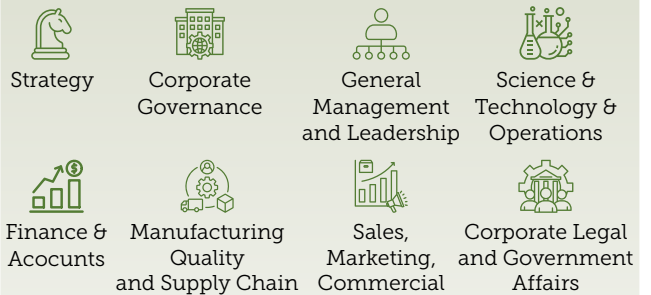 Strategy
Corporate
Governance
General
Management
and Leadership
Science &
Technology &
Operations
Finance &
Acocunts
Manufacturing
Quality
and Supply Chain
Sales,
Marketing,
Commercial
Corporate Legal
and Government
Affairs